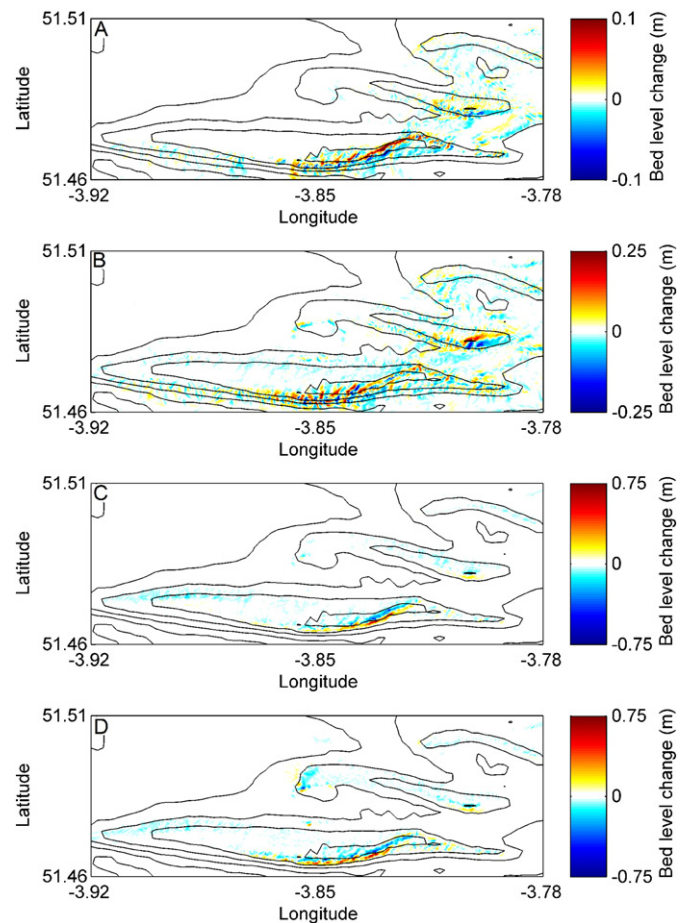 51.51
A
Latitude
51.46
-3.92
-3.85
-3.78
Longitude
0.1
0
-0.1
Bed level change (m)
51.51
B
Latitude
51.46
-3.92
-3.85
-3.78
Longitude
0.25
0
-0.25
Bed level change (m)
51.51
C
Latitude
51.46
-3.92
-3.85
-3.78
Longitude
0.75
0
-0.75
Bed level change (m)
51.51
D
Latitude
51.46
-3.92
-3.85
-3.78
Longitude
0.75
0
-0.75
Bed level change (m)